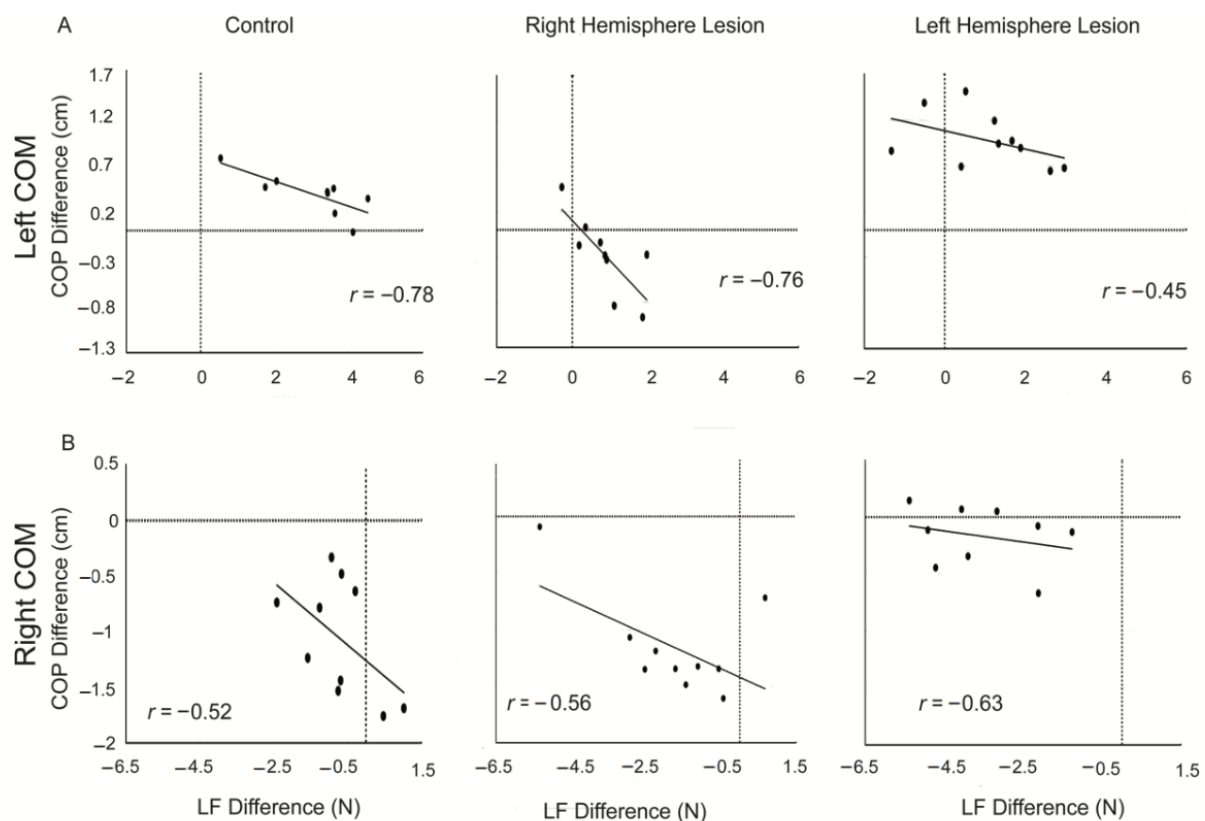 A
Control
Right Hemisphere Lesion
Left Hemisphere Lesion
Left COM
COP Difference (cm)
1.7
1.2
0.7
0.2
–0.3
–0.8
–1.3
r = –0.78
r = –0.76
r = –0.45
–2 0 2 4 6
–2 0 2 4 6
–2 0 2 4 6
B
Right COM
COP Difference (cm)
0.5
0
–0.5
–1
–1.5
–2
r = –0.52
r = –0.56
r = –0.63
–6.5 –4.5 –2.5 –0.5 1.5
–6.5 –4.5 –2.5 –0.5 1.5
–6.5 –4.5 –2.5 –0.5 1.5
LF Difference (N)
LF Difference (N)
LF Difference (N)